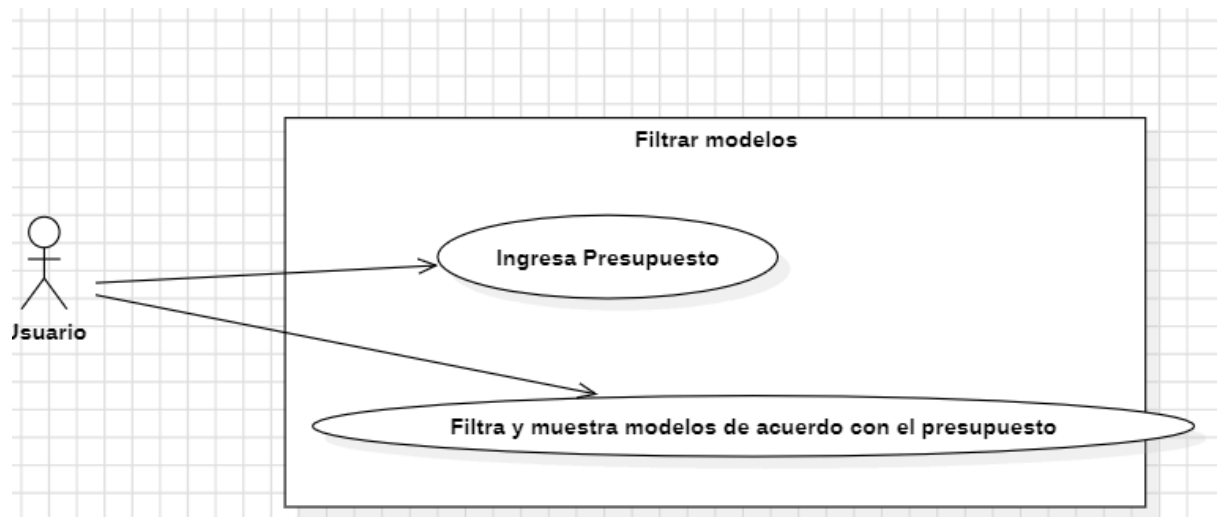 Filtrar modelos
Ingresa Presupuesto
Usuario
Filtra y muestra modelos de acuerdo con el presupuesto